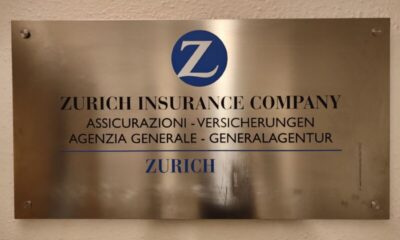 Z
ZURICH INSURANCE COMPANY
ASSICURAZIONI - VERSICHERUNGEN
AGENZIA GENERALE - GENERALAGENTUR
ZURICH